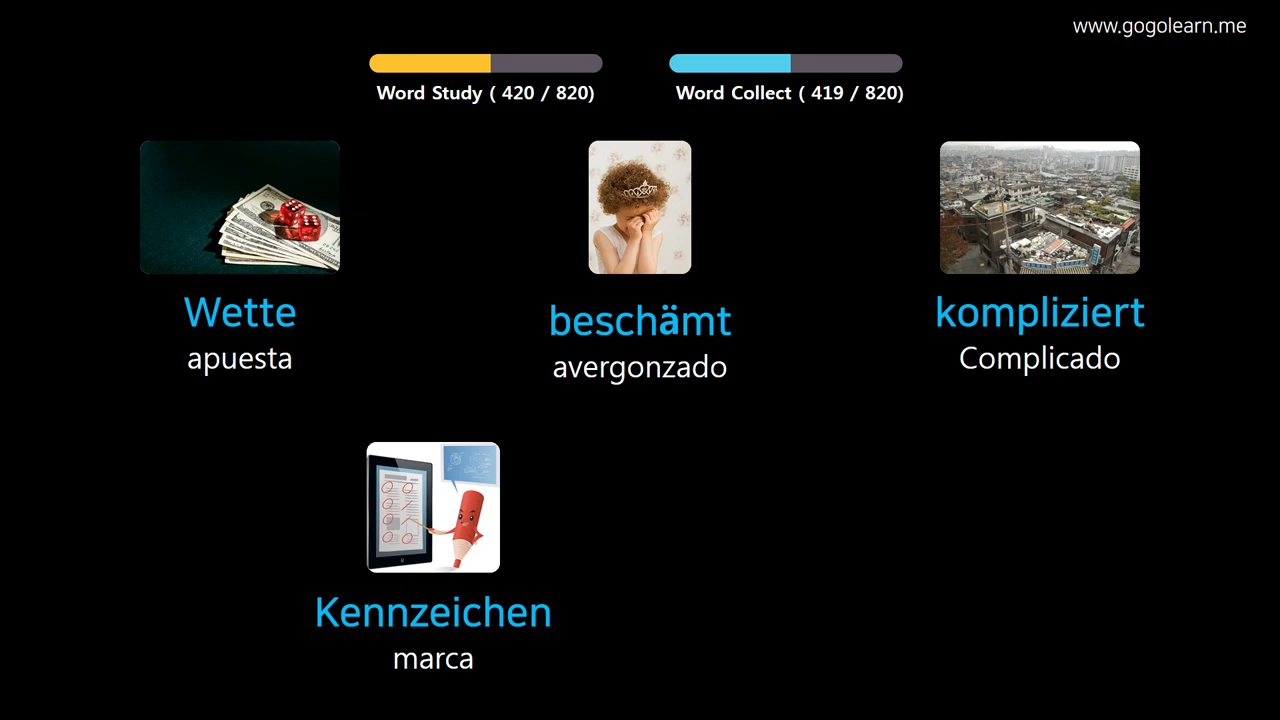 www.gogolearn.me
Word Study ( 420 / 820)
Word Collect ( 419 / 820)
Wette
apuesta
beschämt
avergonzado
kompliziert
Complicado
Kennzeichen
marca